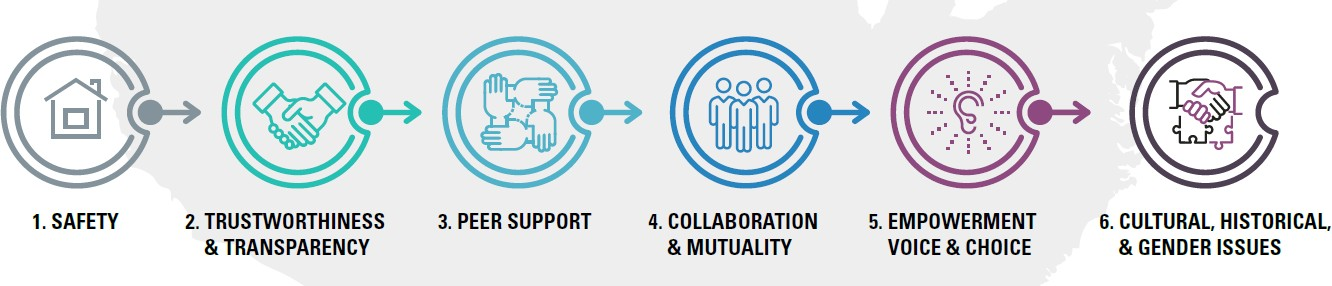 1. SAFETY
2. TRUSTWORTHINESS
& TRANSPARENCY
3. PEER SUPPORT
4. COLLABORATION
& MUTUALITY
5. EMPOWERMENT
VOICE & CHOICE
6. CULTURAL, HISTORICAL,
& GENDER ISSUES